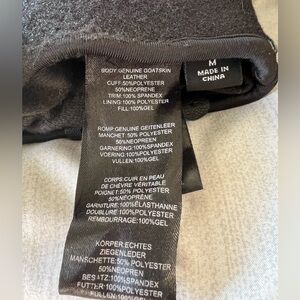 M
MADE IN
CHINA
BODY:GENUINE GOATSKIN
LEATHER
CUFF:50% POLYESTER
50%NEOPRENE
TRIM:100%SPANDEX
LINING:100% POLYESTER
FILL:100%GEL
ROMP:GENUINE GEITENLEER
MANCHET:50% POLYESTER
50%NEOPREEN
GARNERING:100%SPANDEX
VOERING:100% POLYESTER
VULLEN:100%GEL
CORPS:CUIR EN PEAU
DE CHÈVRE VÉRITABLE
POIGNET:50% POLYESTER
50%NÉOPRÈNE
GARNITURE:100%ÉLASTHANNE
DOUBLURE:100% POLYESTER
REMBOURRAGE:100%GEL
KÖRPER:ECHTES
ZIEGENLEDER
MANSCHETTE:50% POLYESTER
50%NEOPREN
BESATZ:100%SPANDEX
FUTTER:100% POLYESTER
FÜLLEN:100%GEL